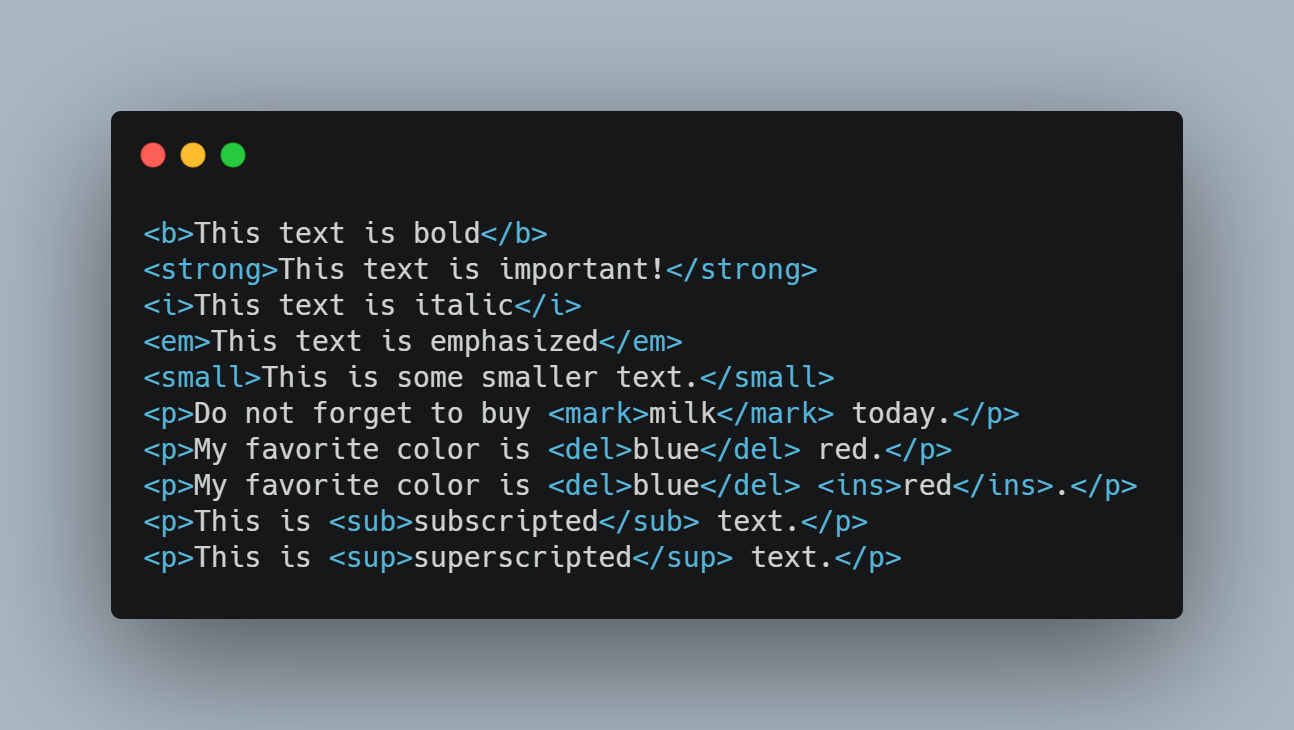 <b>This text is bold</b>
<strong>This text is important!</strong>
<i>This text is italic</i>
<em>This text is emphasized</em>
<small>This is some smaller text.</small>
<p>Do not forget to buy <mark>milk</mark> today.</p>
<p>My favorite color is <del>blue</del> red.</p>
<p>My favorite color is <del>blue</del> <ins>red</ins>.</p>
<p>This is <sub>subscripted</sub> text.</p>
<p>This is <sup>superscripted</sup> text.</p>